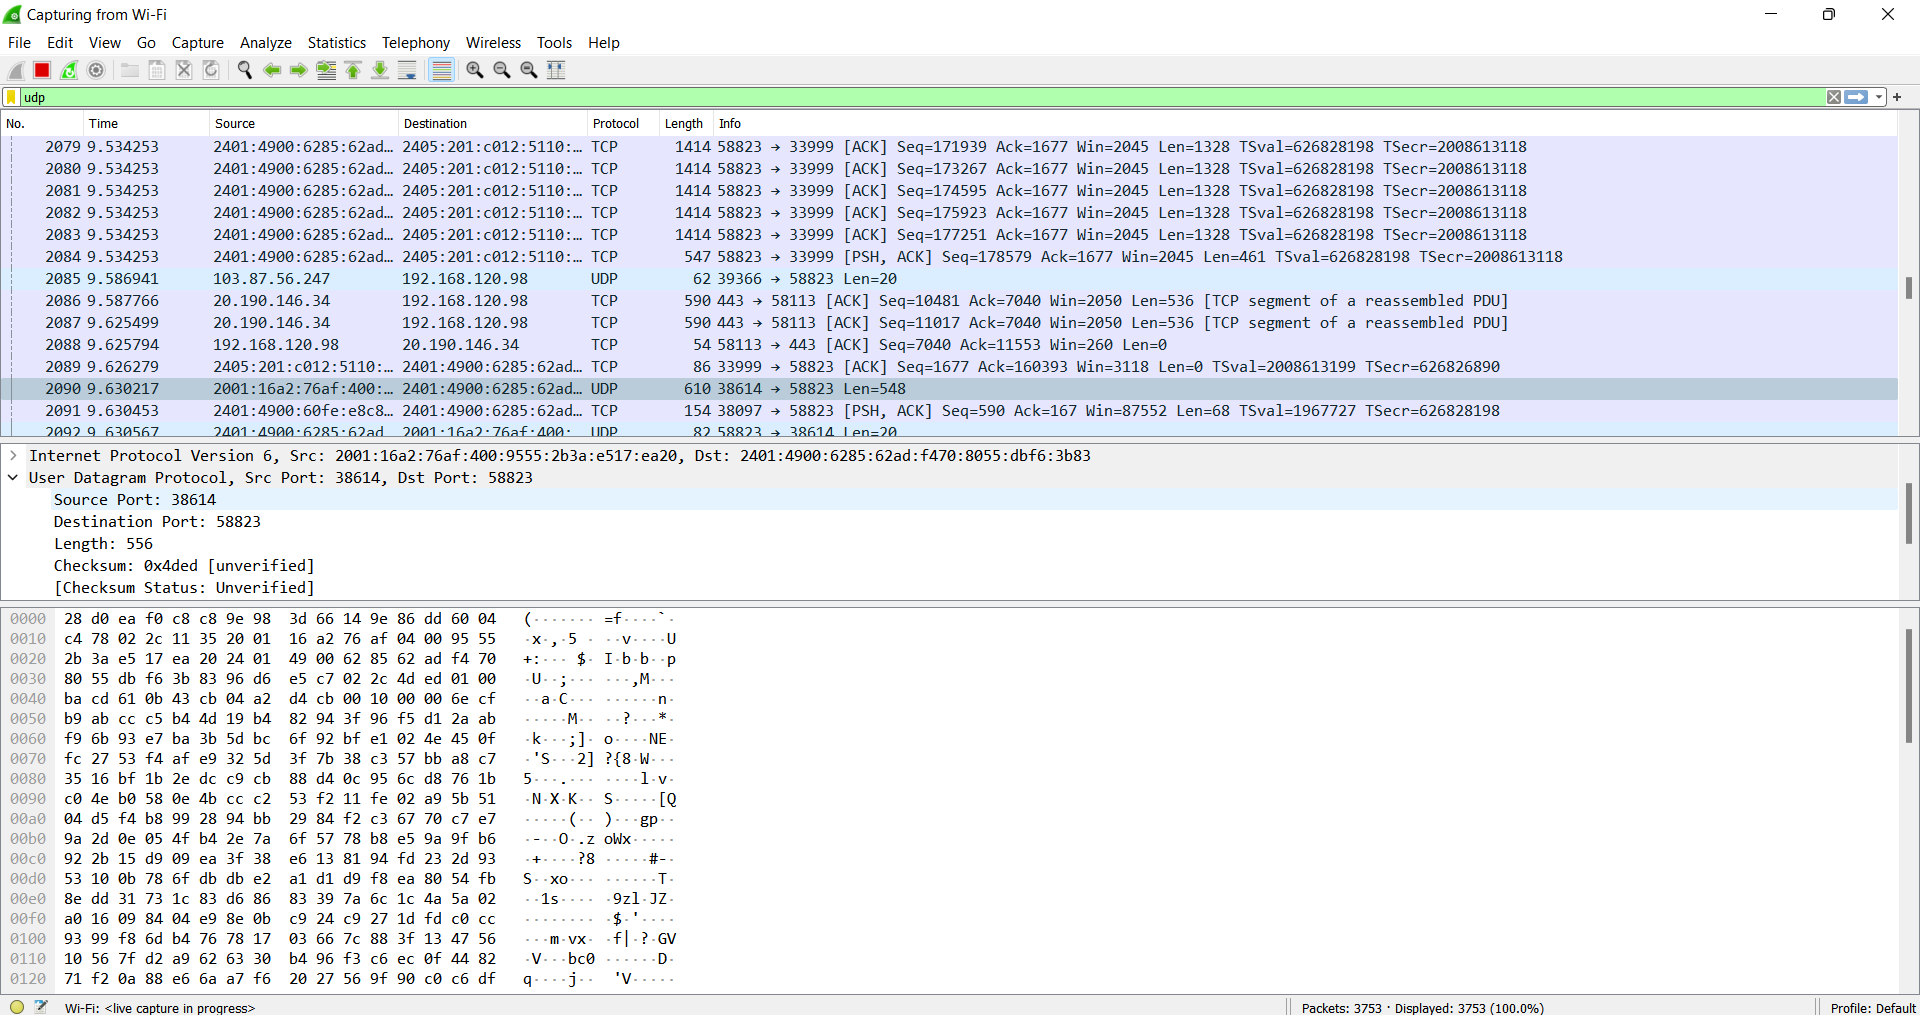 Capturing from Wi-Fi
File Edit View Go Capture Analyze Statistics Telephony Wireless Tools Help
udp
No. Time Source Destination Protocol Length Info
2079 9.534253 2401:4900:6285:62ad… 2405:201:c012:5110:… TCP 1414 58823 → 33999 [ACK] Seq=171939 Ack=1677 Win=2045 Len=1328 TSval=626828198 TSecr=2008613118
2080 9.534253 2401:4900:6285:62ad… 2405:201:c012:5110:… TCP 1414 58823 → 33999 [ACK] Seq=173267 Ack=1677 Win=2045 Len=1328 TSval=626828198 TSecr=2008613118
2081 9.534253 2401:4900:6285:62ad… 2405:201:c012:5110:… TCP 1414 58823 → 33999 [ACK] Seq=174595 Ack=1677 Win=2045 Len=1328 TSval=626828198 TSecr=2008613118
2082 9.534253 2401:4900:6285:62ad… 2405:201:c012:5110:… TCP 1414 58823 → 33999 [ACK] Seq=175923 Ack=1677 Win=2045 Len=1328 TSval=626828198 TSecr=2008613118
2083 9.534253 2401:4900:6285:62ad… 2405:201:c012:5110:… TCP 1414 58823 → 33999 [ACK] Seq=177251 Ack=1677 Win=2045 Len=1328 TSval=626828198 TSecr=2008613118
2084 9.534253 2401:4900:6285:62ad… 2405:201:c012:5110:… TCP 547 58823 → 33999 [PSH, ACK] Seq=178579 Ack=1677 Win=2045 Len=461 TSval=626828198 TSecr=2008613118
2085 9.586941 103.87.56.247 192.168.120.98 UDP 62 39366 → 58823 Len=20
2086 9.587766 20.190.146.34 192.168.120.98 TCP 590 443 → 58113 [ACK] Seq=10481 Ack=7040 Win=2050 Len=536 [TCP segment of a reassembled PDU]
2087 9.625499 20.190.146.34 192.168.120.98 TCP 590 443 → 58113 [ACK] Seq=11017 Ack=7040 Win=2050 Len=536 [TCP segment of a reassembled PDU]
2088 9.625794 192.168.120.98 20.190.146.34 TCP 54 58113 → 443 [ACK] Seq=7040 Ack=11553 Win=260 Len=0
2089 9.626279 2405:201:c012:5110:… 2401:4900:6285:62ad… TCP 86 33999 → 58823 [ACK] Seq=1677 Ack=160393 Win=3118 Len=0 TSval=2008613199 TSecr=626826890
2090 9.630217 2001:16a2:76af:400:… 2401:4900:6285:62ad… UDP 610 38614 → 58823 Len=548
2091 9.630453 2401:4900:60fe:e8c8… 2401:4900:6285:62ad… TCP 154 38097 → 58823 [PSH, ACK] Seq=590 Ack=167 Win=87552 Len=68 TSval=1967727 TSecr=626828198
2092 9.630567 2401:4900:6285:62ad… 2001:16a2:76af:400:… UDP 82 58823 → 38614 Len=20
Internet Protocol Version 6, Src: 2001:16a2:76af:400:9555:2b3a:e517:ea20, Dst: 2401:4900:6285:62ad:f470:8055:dbf6:3b83
User Datagram Protocol, Src Port: 38614, Dst Port: 58823
Source Port: 38614
Destination Port: 58823
Length: 556
Checksum: 0x4ded [unverified]
[Checksum Status: Unverified]
0000 28 d0 ea f0 c8 c8 9e 98 3d 66 14 9e 86 dd 60 04 (······· =f····`·
0010 c4 78 02 2c 11 35 20 01 16 a2 76 af 04 00 95 55 ·x·,·5 · ··v····U
0020 2b 3a e5 17 ea 20 24 01 49 00 62 85 62 ad f4 70 +:··· $· I·b·b··p
0030 80 55 db f6 3b 83 96 d6 e5 c7 02 2c 4d ed 01 00 ·U··;··· ···,M···
0040 ba cd 61 0b 43 cb 04 a2 d4 cb 00 10 00 00 6e cf ··a·C··· ······n·
0050 b9 ab cc c5 b4 4d 19 b4 82 94 3f 96 f5 d1 2a ab ·····M·· ··?···*·
0060 f9 6b 93 e7 ba 3b 5d bc 6f 92 bf e1 02 4e 45 0f ·k···;]· o····NE·
0070 fc 27 53 f4 af e9 32 5d 3f 7b 38 c3 57 bb a8 c7 ·'S···2] ?{8·W···
0080 35 16 bf 1b 2e dc c9 cb 88 d4 0c 95 6c d8 76 1b 5···.··· ····l·v·
0090 c0 4e b0 58 0e 4b cc c2 53 f2 11 fe 02 a9 5b 51 ·N·X·K·· S·····[Q
00a0 04 d5 f4 b8 99 28 94 bb 29 84 f2 c3 67 70 c7 e7 ·····(·· )···gp··
00b0 9a 2d 0e 05 4f b4 2e 7a 6f 57 78 b8 e5 9a 9f b6 ·-··O·.z oWx·····
00c0 92 2b 15 d9 09 ea 3f 38 e6 13 81 94 fd 23 2d 93 ·+····?8 ·····#-·
00d0 53 10 0b 78 6f db db e2 a1 d1 d9 f8 ea 80 54 fb S··xo··· ······T·
00e0 8e dd 31 73 1c 83 d6 86 83 39 7a 6c 1c 4a 5a 02 ··1s···· ·9zl·JZ·
00f0 a0 16 09 84 04 e9 8e 0b c9 24 c9 27 1d fd c0 cc ········ ·$·'····
0100 93 99 f8 6d b4 76 78 17 03 66 7c 88 3f 13 47 56 ···m·vx· ·f|·?·GV
0110 10 56 7f d2 a9 62 63 30 b4 96 f3 c6 ec 0f 44 82 ·V···bc0 ······D·
0120 71 f2 0a 88 e6 6a a7 f6 20 27 56 9f 90 c0 c6 df q····j·· 'V·····
Wi-Fi: <live capture in progress> Packets: 3753 · Displayed: 3753 (100.0%) Profile: Default